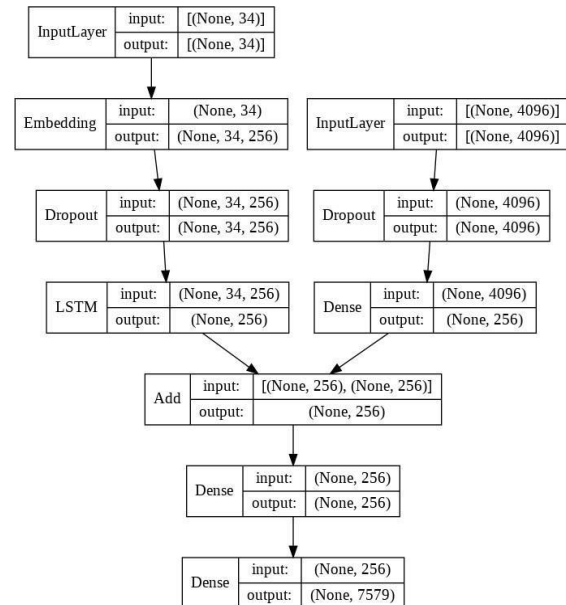 InputLayer input: [(None, 34)]
output: [(None, 34)]
Embedding input: (None, 34)
output: (None, 34, 256)
InputLayer input: [(None, 4096)]
output: [(None, 4096)]
Dropout input: (None, 34, 256)
output: (None, 34, 256)
Dropout input: (None, 4096)
output: (None, 4096)
LSTM input: (None, 34, 256)
output: (None, 256)
Dense input: (None, 4096)
output: (None, 256)
Add input: [(None, 256), (None, 256)]
output: (None, 256)
Dense input: (None, 256)
output: (None, 256)
Dense input: (None, 256)
output: (None, 7579)